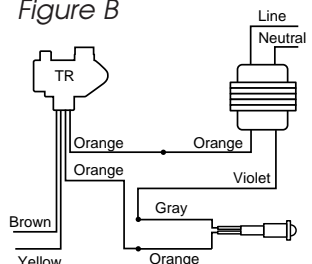 Figure B
Line
Neutral
TR
Orange
Orange
Orange
Violet
Gray
Brown
Yellow
Orange